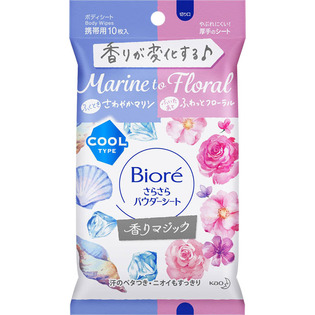 ボディシート
Body Wipes
携帯用10枚入
やぶれにくい!
厚手のシート
香りが変化する♪
Marine to Floral
ふくとき
さわやかマリン
ふわっとフローラル
COOL
TYPE
Bioré
さらさら
パウダーシート
香りマジック
汗のベタつき・ニオイもすっきり
Kao